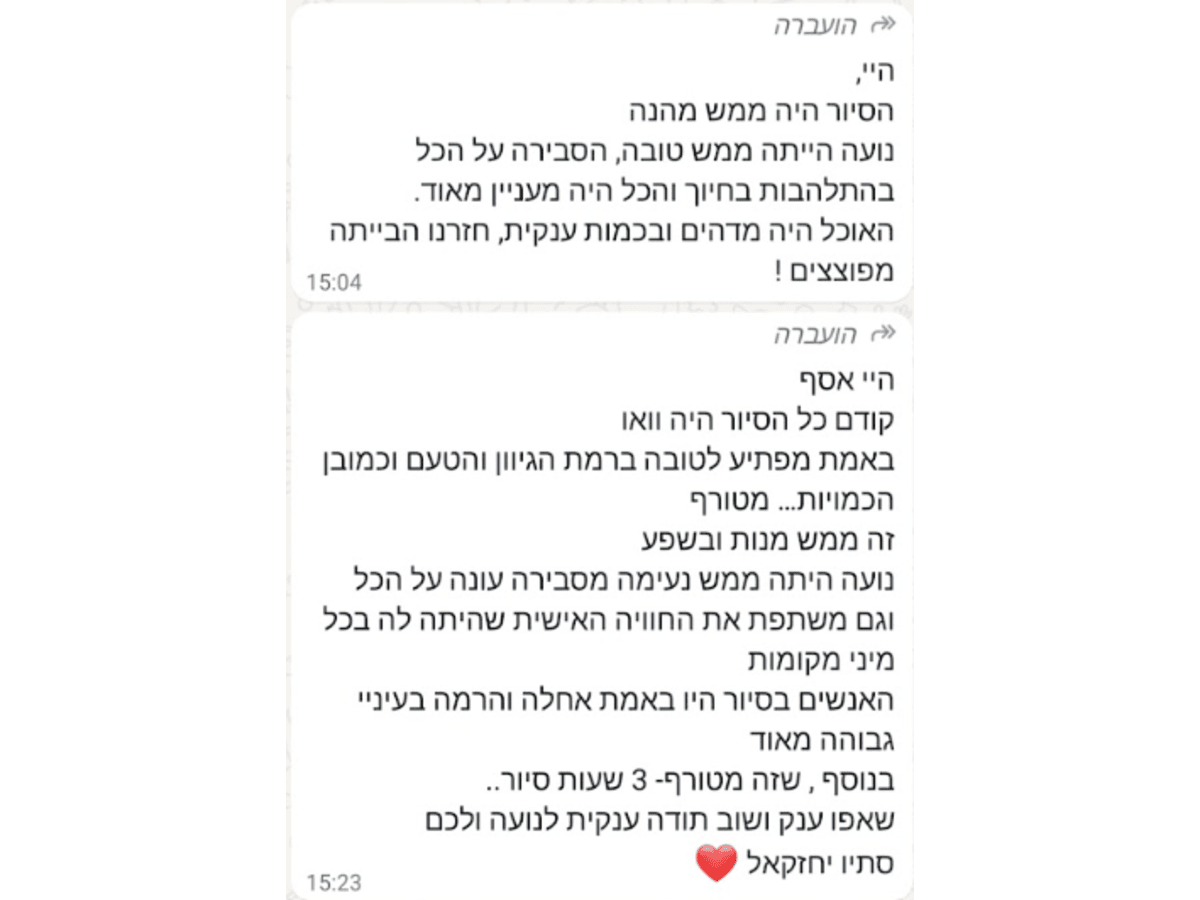 הועברה
היי,
הסיור היה ממש מהנה
נועה הייתה ממש טובה, הסבירה על הכל
בהתלהבות בחיוך והכל היה מעניין מאוד.
האוכל היה מדהים ובכמות ענקית, חזרנו הבייתה
מפוצצים !
15:04
הועברה
היי אסף
קודם כל הסיור היה וואו
באמת מפתיע לטובה ברמת הגיוון והטעם וכמובן
הכמויות... מטורף
זה ממש מנות ובשפע
נועה היתה ממש נעימה מסבירה עונה על הכל
וגם משתפת את החוויה האישית שהיתה לה בכל
מיני מקומות
האנשים בסיור היו באמת אחלה והרמה בעיניי
גבוהה מאוד
בנוסף , שזה מטורף- 3 שעות סיור..
שאפו ענק ושוב תודה ענקית לנועה ולכם
סתיו יחזקאל ❤️
15:23